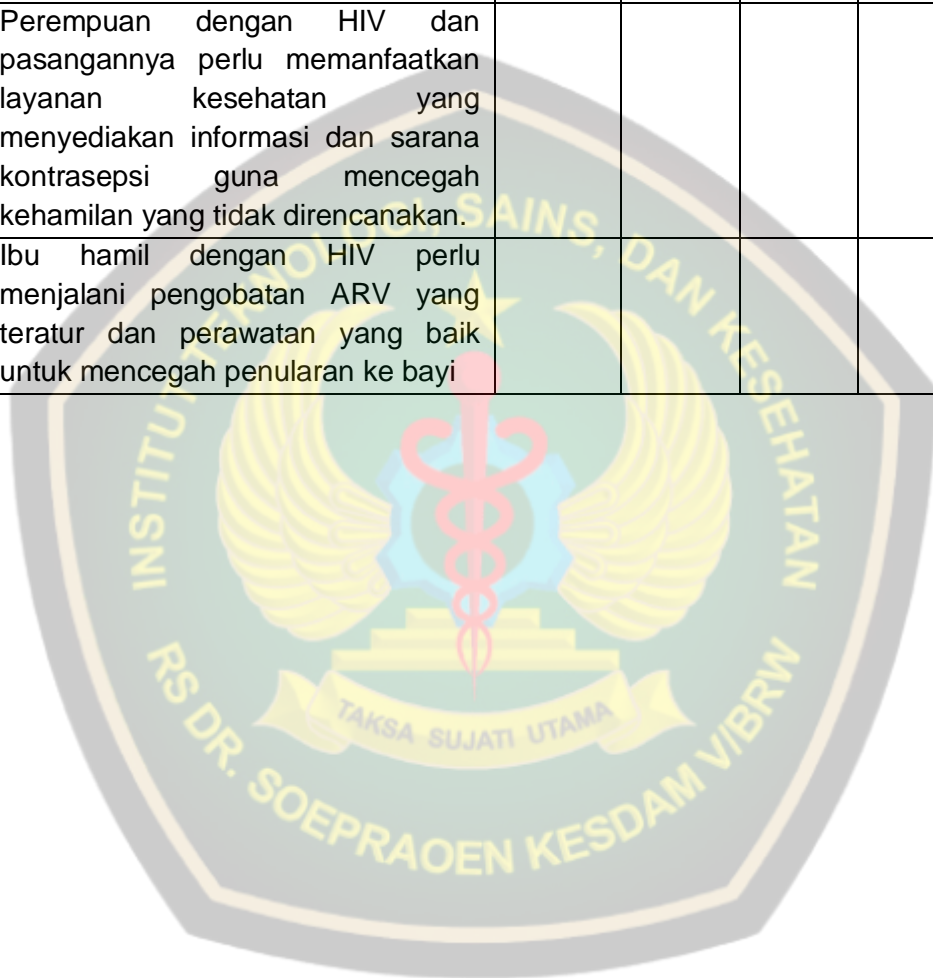 Perempuan dengan HIV dan
pasangannya perlu memanfaatkan
layanan kesehatan yang
menyediakan informasi dan sarana
kontrasepsi guna mencegah
kehamilan yang tidak direncanakan.
Ibu hamil dengan HIV perlu
menjalani pengobatan ARV yang
teratur dan perawatan yang baik
untuk mencegah penularan ke bayi
INSTITUT TEKNOLOGI, SAINS, DAN KESEHATAN
TAKSA SUJATI UTAMA
RS DR. SOEPRAOEN KESDAM V/BRW